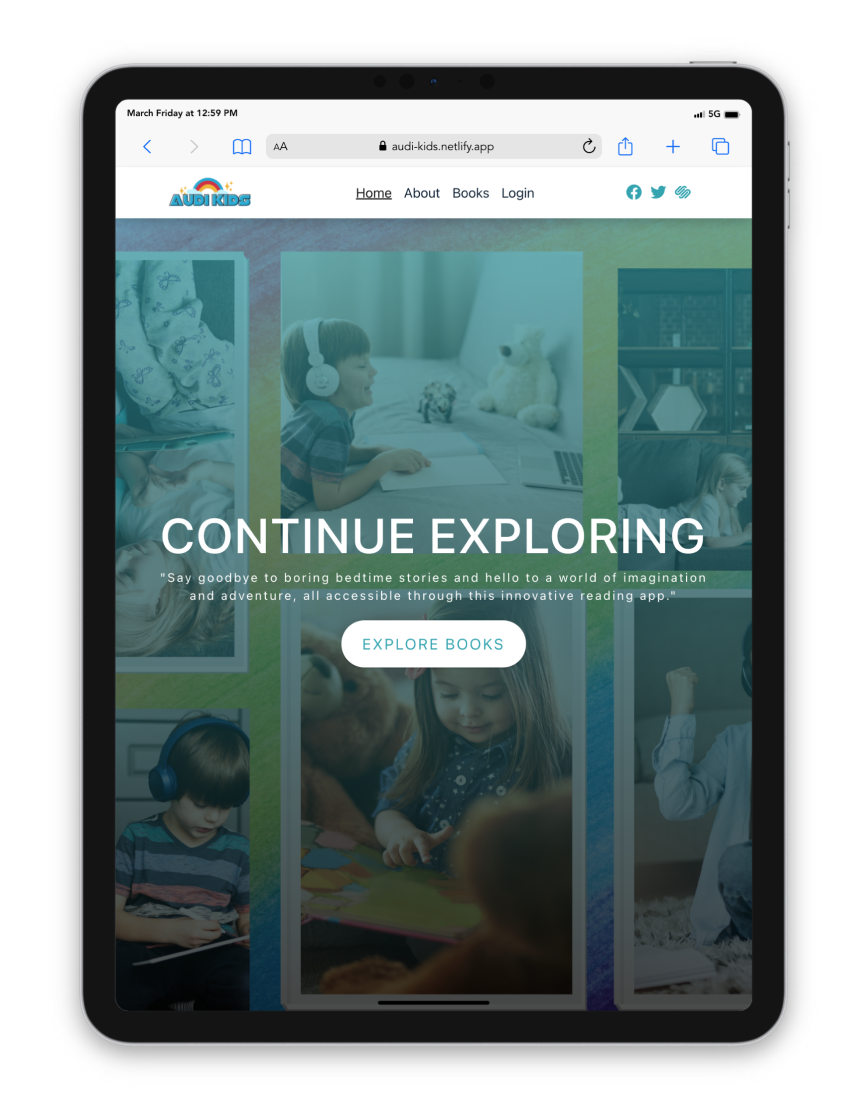 March Friday at 12:59 PM
5G
AA
audi-kids.netlify.app
AUDI KIDS
Home About Books Login
CONTINUE EXPLORING
"Say goodbye to boring bedtime stories and hello to a world of imagination
and adventure, all accessible through this innovative reading app."
EXPLORE BOOKS